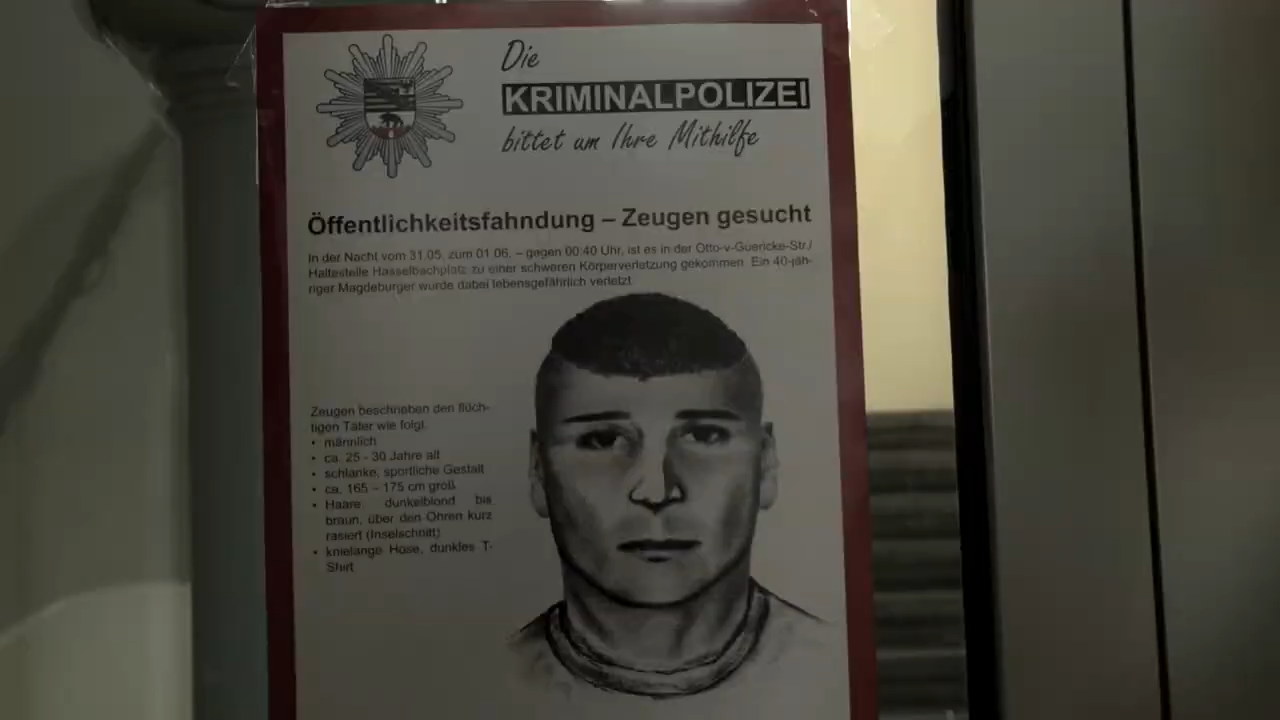 Die
KRIMINALPOLIZEI
bittet um Ihre Mithilfe
Öffentlichkeitsfahndung – Zeugen gesucht
In der Nacht vom 31.05. zum 01.06. – gegen 00:40 Uhr, ist es in der Otto-v-Guericke-Str./
Haltestelle Hasselbachplatz zu einer schweren Körperverletzung gekommen. Ein 40-jäh-
riger Magdeburger wurde dabei lebensgefährlich verletzt.
Zeugen beschrieben den flüch-
tigen Täter wie folgt.
• männlich
• ca. 25 - 30 Jahre alt
• schlanke, sportliche Gestalt
• ca. 165 – 175 cm groß
• Haare dunkelblond bis
braun, über den Ohren kurz
rasiert (Inselschnitt)
• knielange Hose, dunkles T-
Shirt